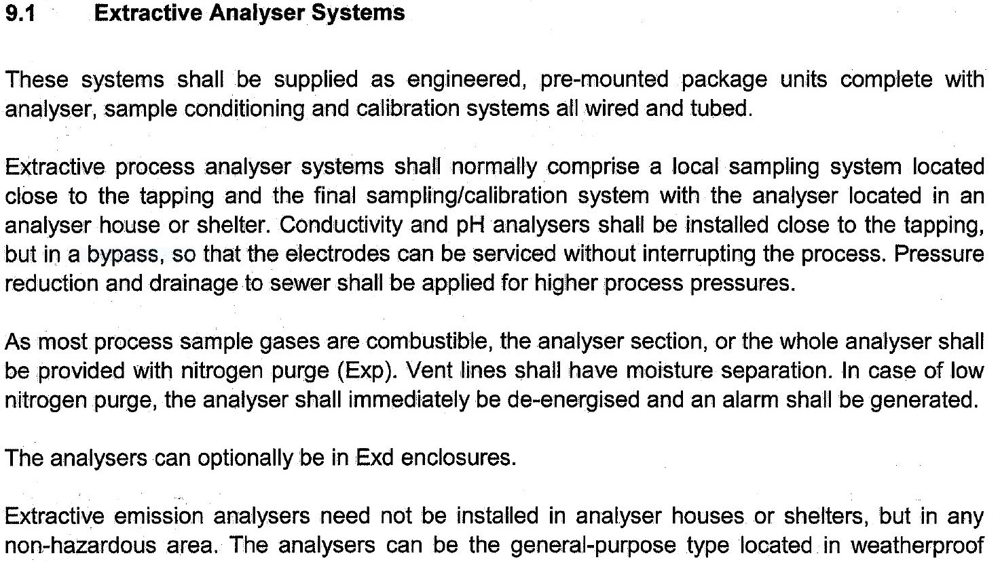 9.1 Extractive Analyser Systems
These systems shall be supplied as engineered, pre-mounted package units complete with
analyser, sample conditioning and calibration systems all wired and tubed.
Extractive process analyser systems shall normally comprise a local sampling system located
close to the tapping and the final sampling/calibration system with the analyser located in an
analyser house or shelter. Conductivity and pH analysers shall be installed close to the tapping,
but in a bypass, so that the electrodes can be serviced without interrupting the process. Pressure
reduction and drainage to sewer shall be applied for higher process pressures.
As most process sample gases are combustible, the analyser section, or the whole analyser shall
be provided with nitrogen purge (Exp). Vent lines shall have moisture separation. In case of low
nitrogen purge, the analyser shall immediately be de-energised and an alarm shall be generated.
The analysers can optionally be in Exd enclosures.
Extractive emission analysers need not be installed in analyser houses or shelters, but in any
non-hazardous area. The analysers can be the general-purpose type located in weatherproof